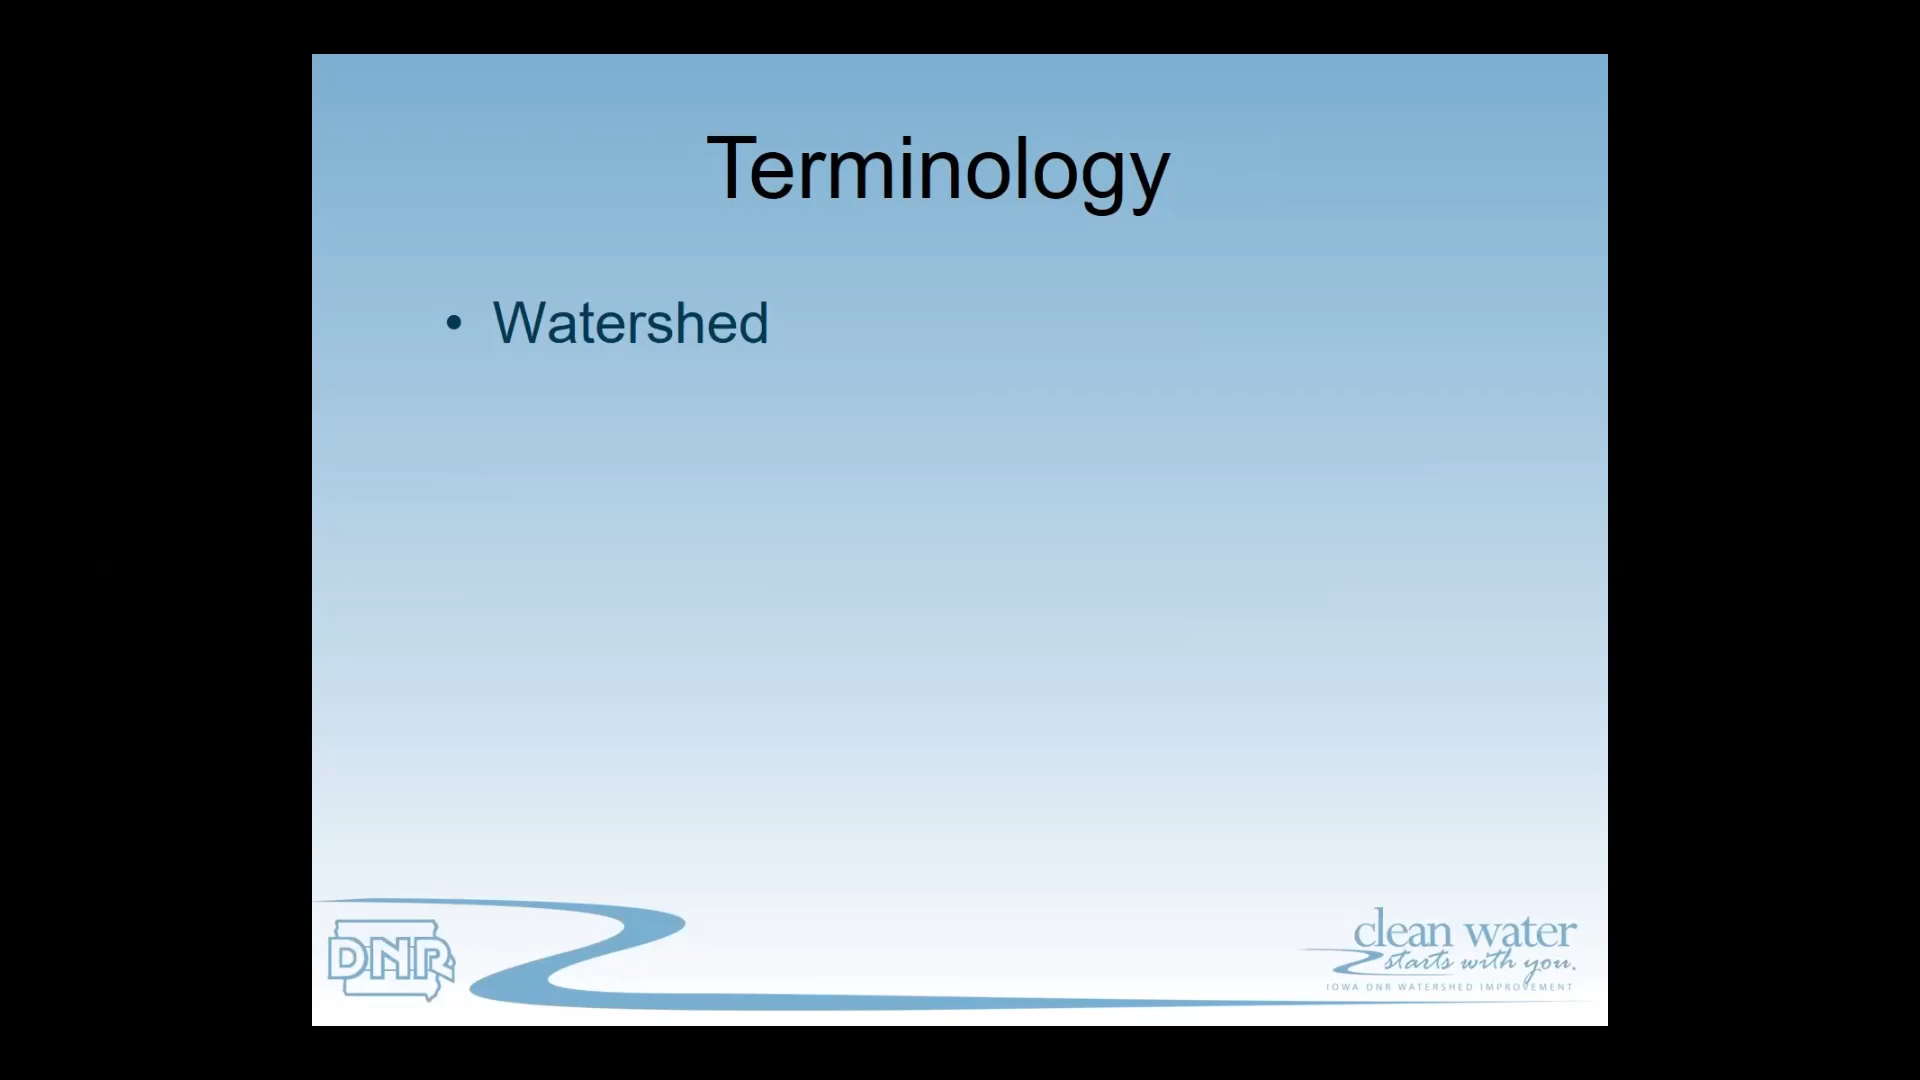 Terminology
• Watershed
DNR
clean water
starts with you.
IOWA DNR WATERSHED IMPROVEMENT